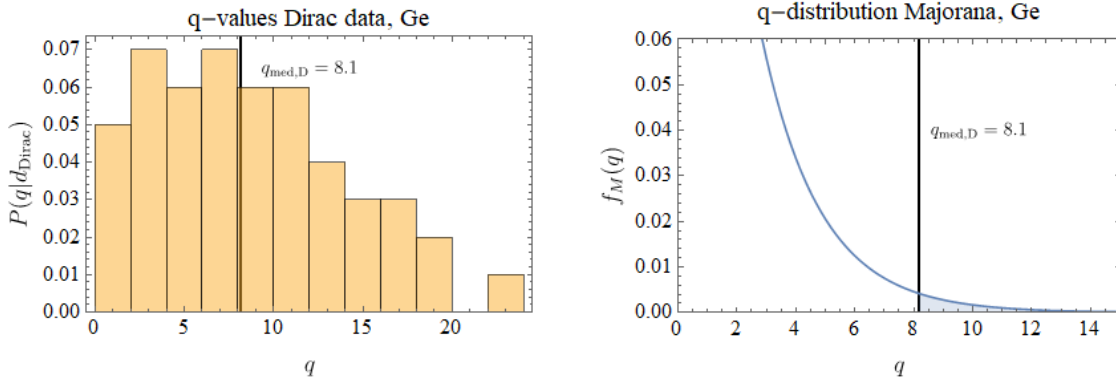 q−values Dirac data, Ge
0.07
0.06
0.05
0.04
0.03
0.02
0.01
0.00
P(q|d_Dirac)
q_med,D = 8.1
0 5 10 15 20
q
q-distribution Majorana, Ge
0.06
0.05
0.04
0.03
0.02
0.01
0.00
f_M(q)
q_med,D = 8.1
0 2 4 6 8 10 12 14
q